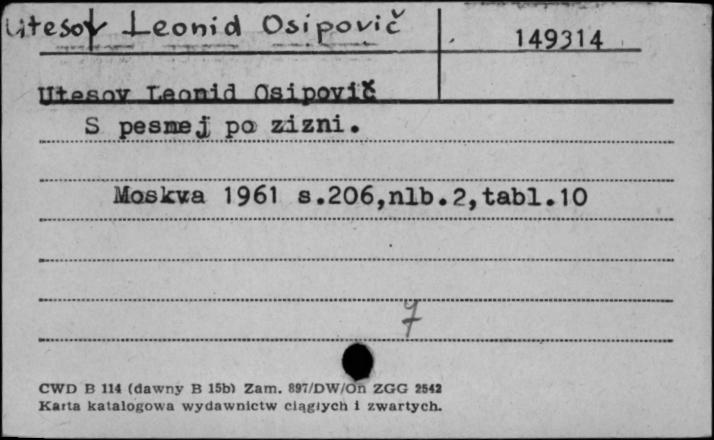 Utesov Leonid Osipovič
149314
Utesov Leonid Osipovič
S pesnej po zizni.
Moskva 1961 s.206,nlb.2,tabl.10
7
CWD B 114 (dawny B 15b) Zam. 897/DW/On ZGG 2542
Karta katalogowa wydawnictw ciągłych i zwartych.